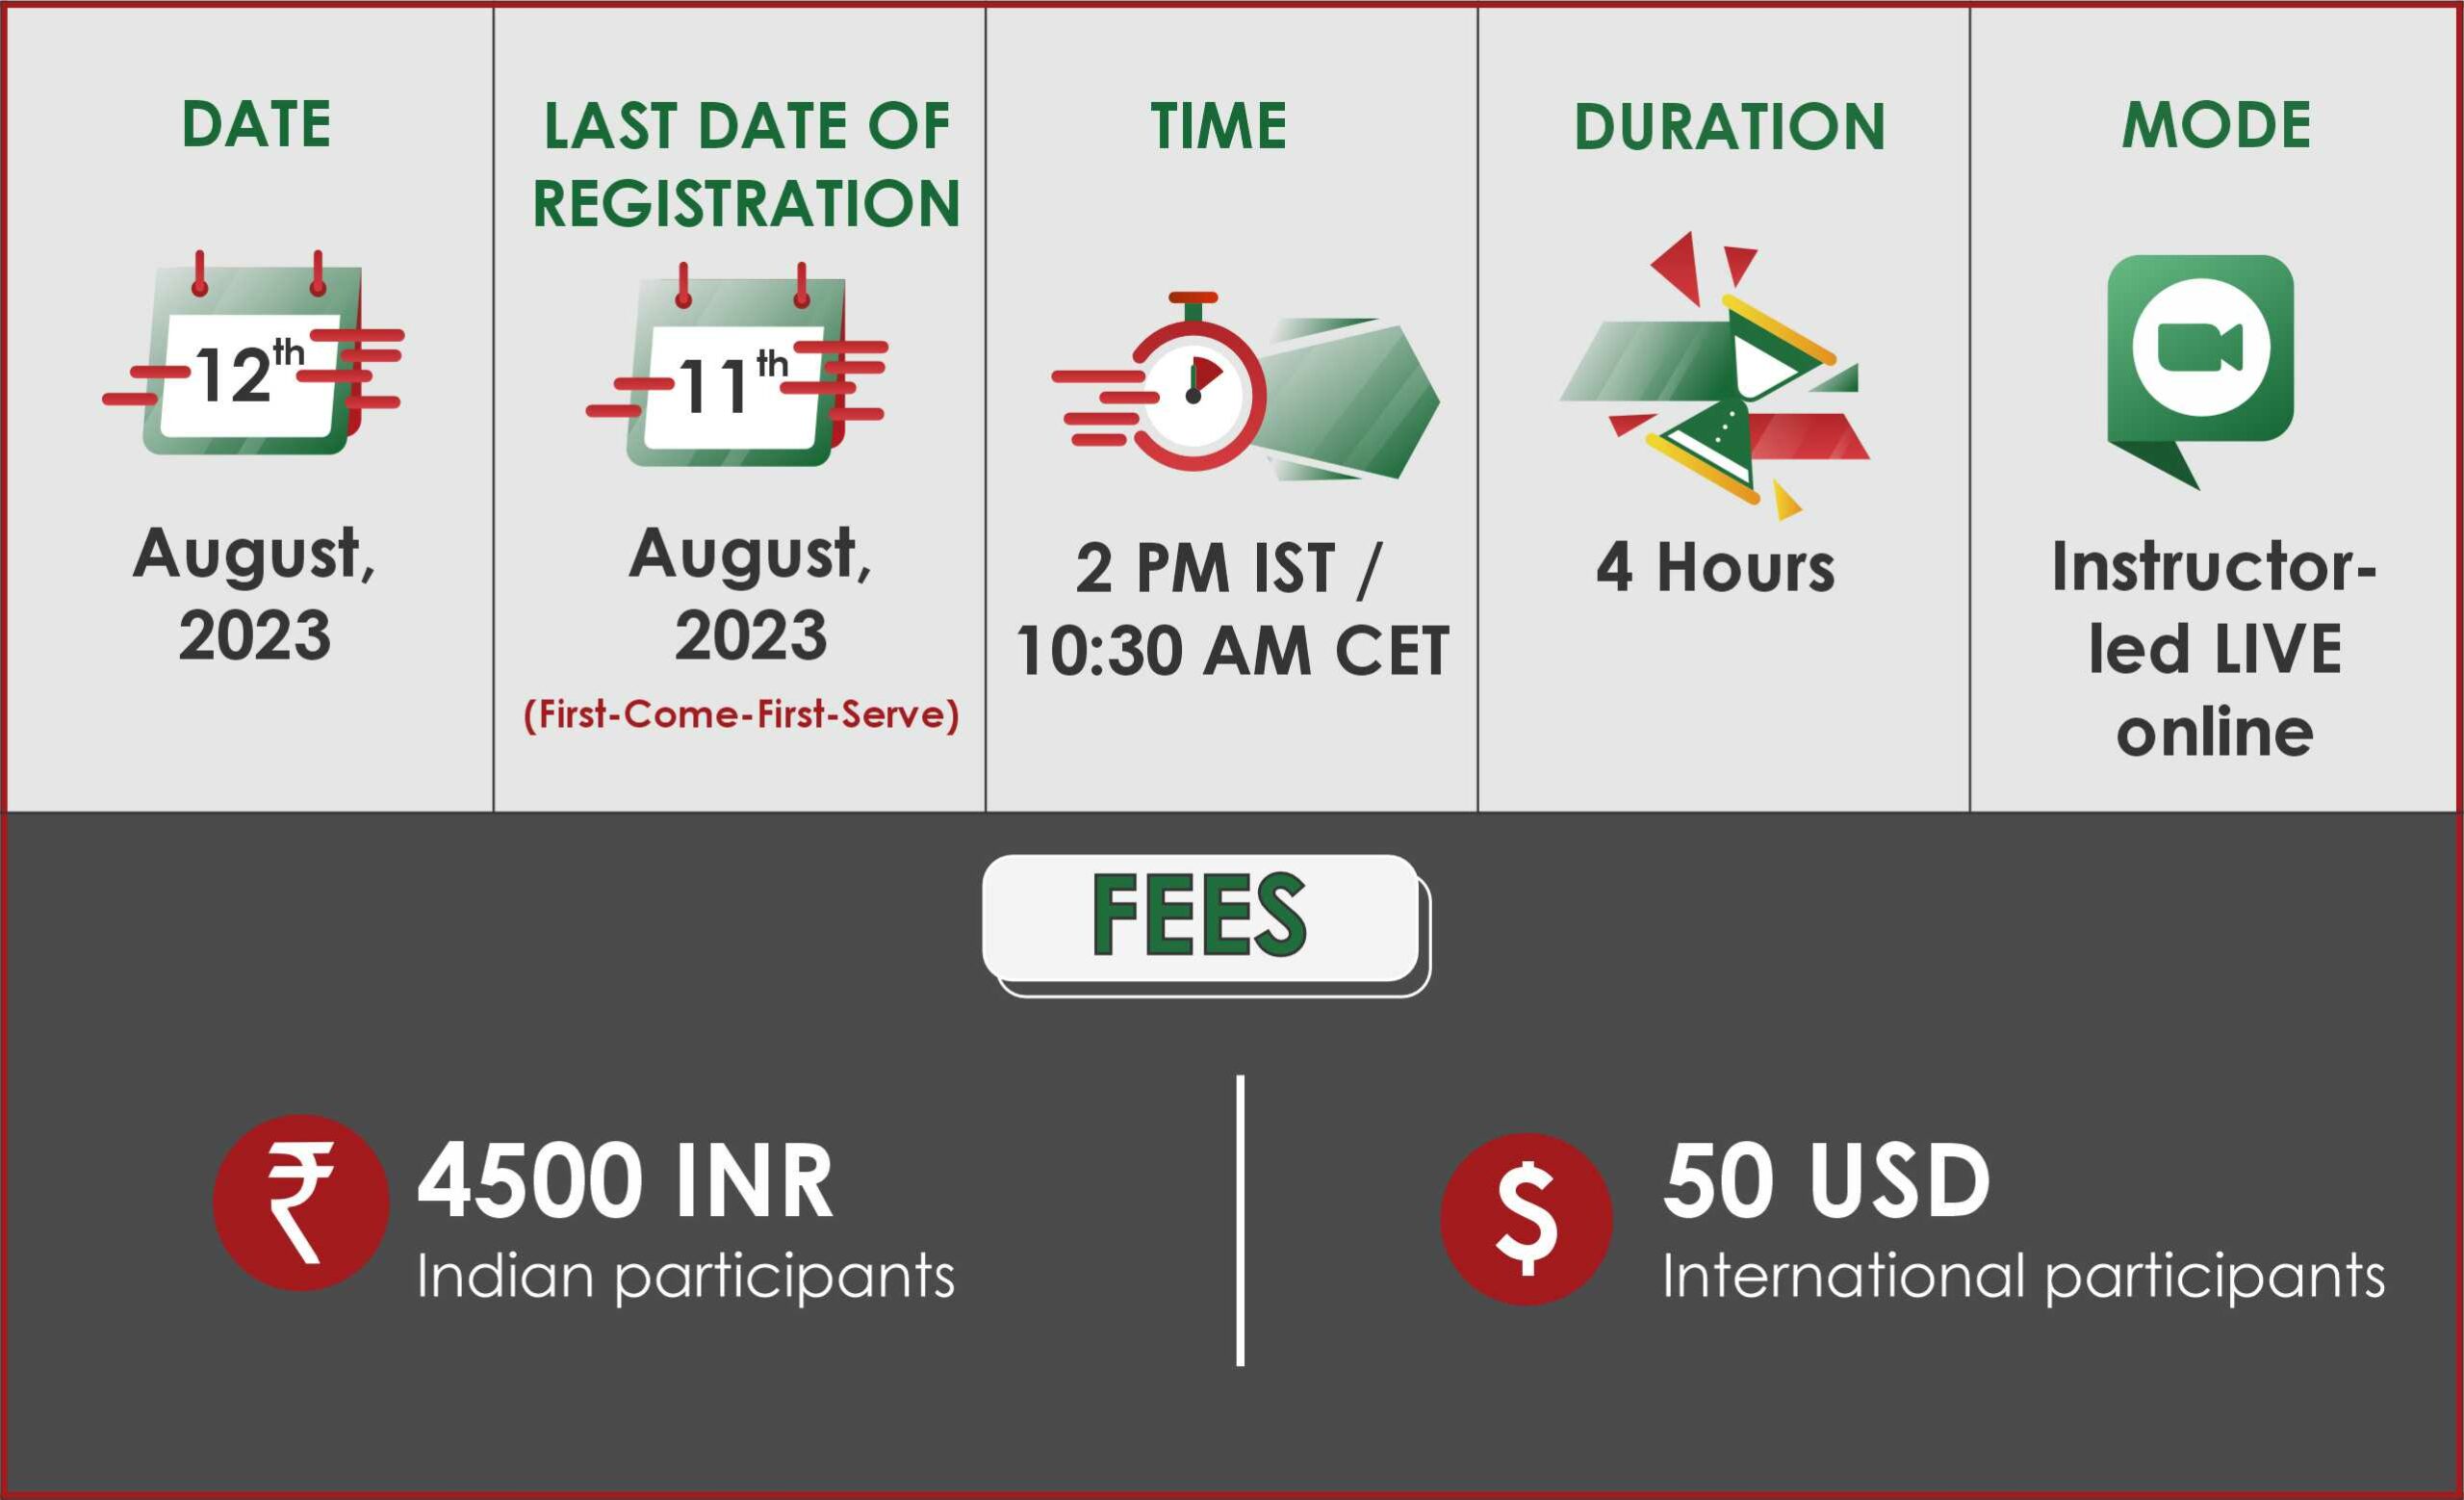 DATE
12th
August,
2023
LAST DATE OF
REGISTRATION
11th
August,
2023
(First-Come-First-Serve)
TIME
2 PM IST /
10:30 AM CET
DURATION
4 Hours
MODE
Instructor-
led LIVE
online
FEES
₹
4500 INR
Indian participants
$
50 USD
International participants